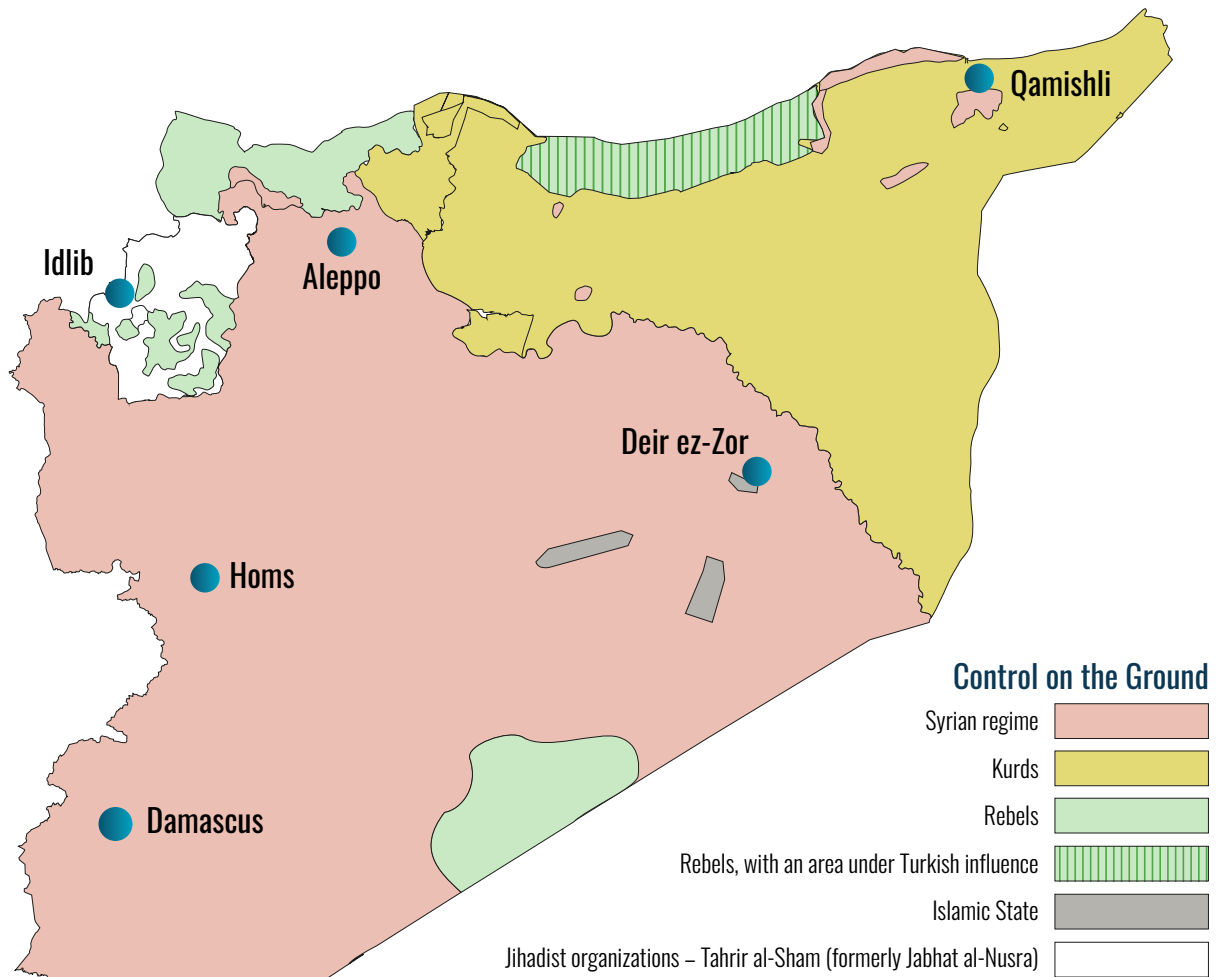 Qamishli
Idlib
Aleppo
Deir ez-Zor
Homs
Damascus
Control on the Ground
Syrian regime
Kurds
Rebels
Rebels, with an area under Turkish influence
Islamic State
Jihadist organizations – Tahrir al-Sham (formerly Jabhat al-Nusra)